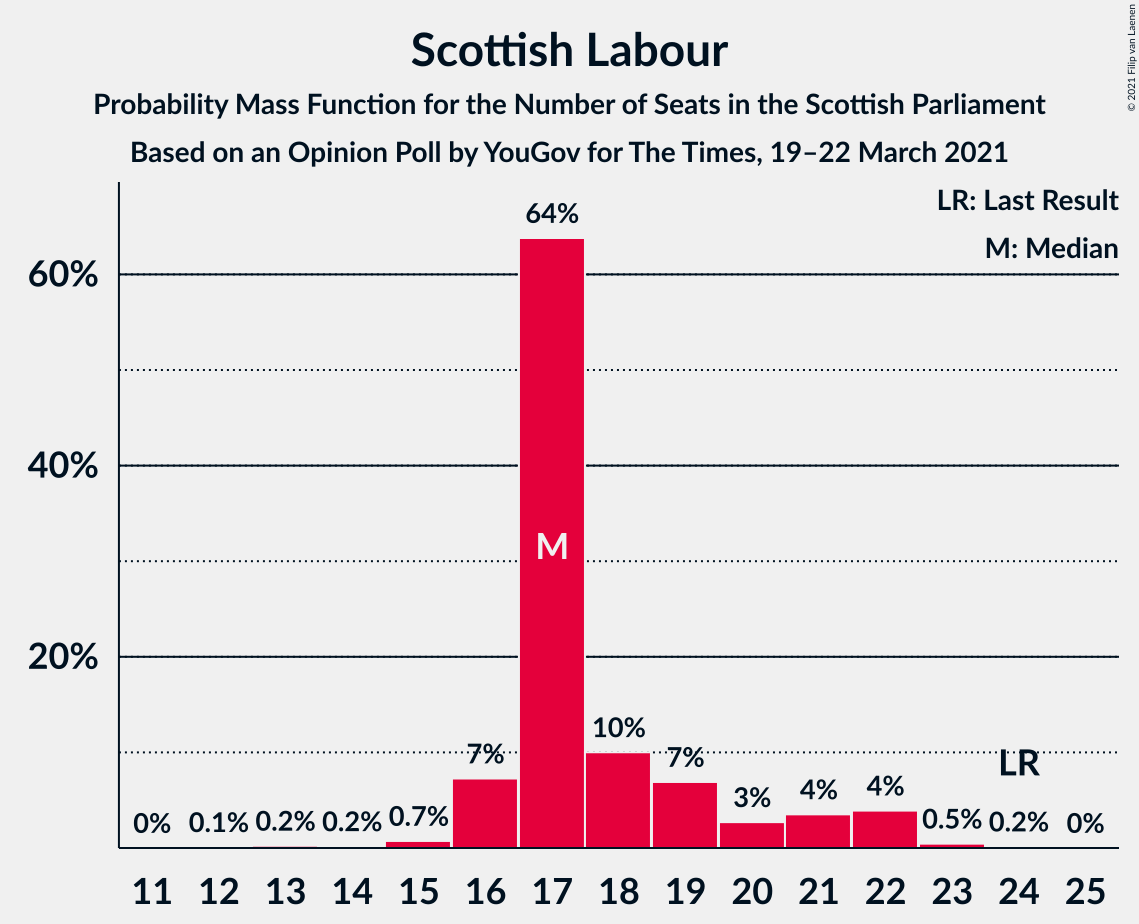 Scottish Labour
Probability Mass Function for the Number of Seats in the Scottish Parliament
Based on an Opinion Poll by YouGov for The Times, 19–22 March 2021
© 2021 Filip van Laenen
LR: Last Result
M: Median
60%
40%
20%
0%
0.1%
0.2%
0.2%
0.7%
7%
64%
M
10%
7%
3%
4%
4%
0.5%
LR
0.2%
0%
11 12 13 14 15 16 17 18 19 20 21 22 23 24 25